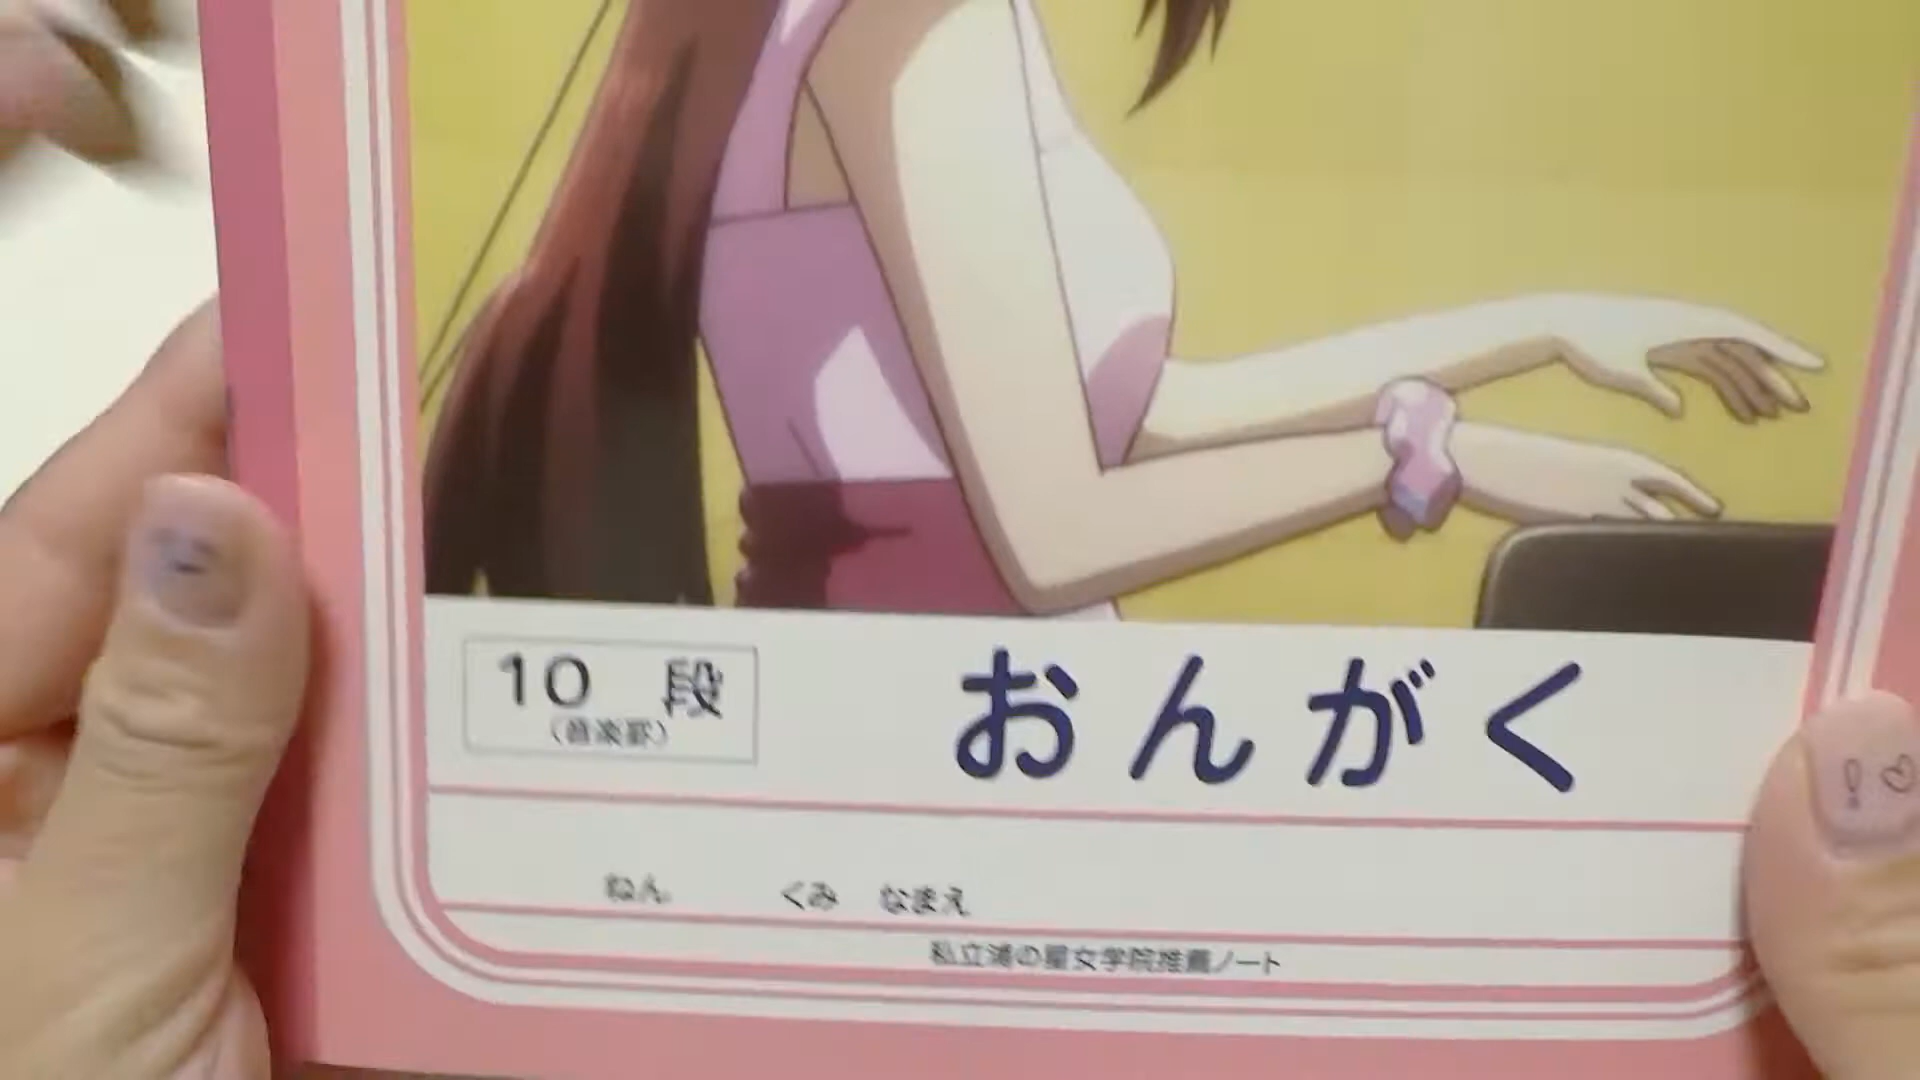 10 段
(音楽罫)
おんがく
ねん くみ なまえ
私立浦の星女学院推薦ノート